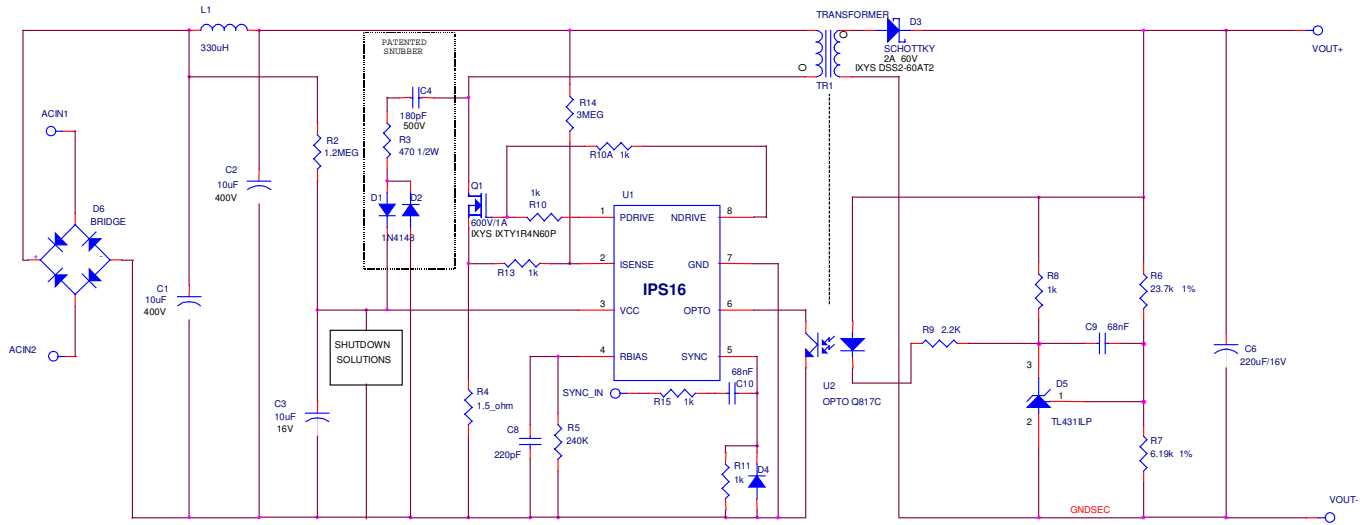 L1
330uH
PATENTED
SNUBBER
TRANSFORMER
D3
SCHOTTKY
2A 60V
IXYS DSS2-60AT2
TR1
VOUT+
ACIN1
C4
180pF
500V
R14
3MEG
R2
1.2MEG
R3
470 1/2W
R10A 1k
C2
10uF
400V
D1
D2
1N4148
Q1
600V/1A
IXYS IXTY1R4N60P
1k
R10
U1
1
PDRIVE
NDRIVE
8
D6
BRIDGE
+
-
R13 1k
2
ISENSE
GND
7
IPS16
R8
1k
R6
23.7k 1%
C1
10uF
400V
3
VCC
OPTO
6
R9 2.2K
C9
68nF
ACIN2
SHUTDOWN
SOLUTIONS
4
RBIAS
SYNC
5
C6
220uF/16V
68nF
C10
U2
OPTO Q817C
3
D5
1
2
TL431ILP
SYNC_IN
R15 1k
R4
1.5_ohm
C3
10uF
16V
C8
220pF
R5
240K
R11
1k
D4
R7
6.19k 1%
GNDSEC
VOUT-